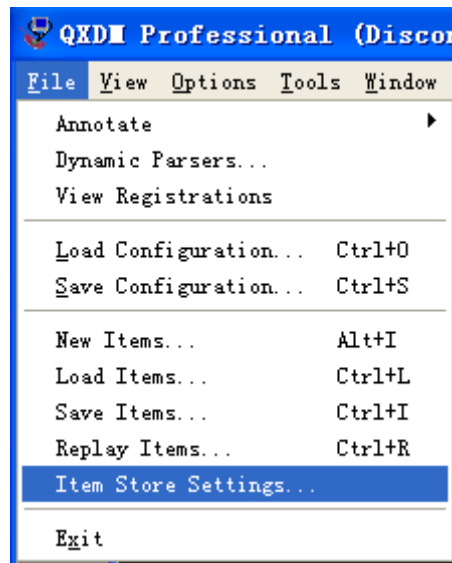 QXDM Professional (Discon
File View Options Tools Window
Annotate
Dynamic Parsers...
View Registrations
Load Configuration... Ctrl+O
Save Configuration... Ctrl+S
New Items... Alt+I
Load Items... Ctrl+L
Save Items... Ctrl+I
Replay Items... Ctrl+R
Item Store Settings...
Exit